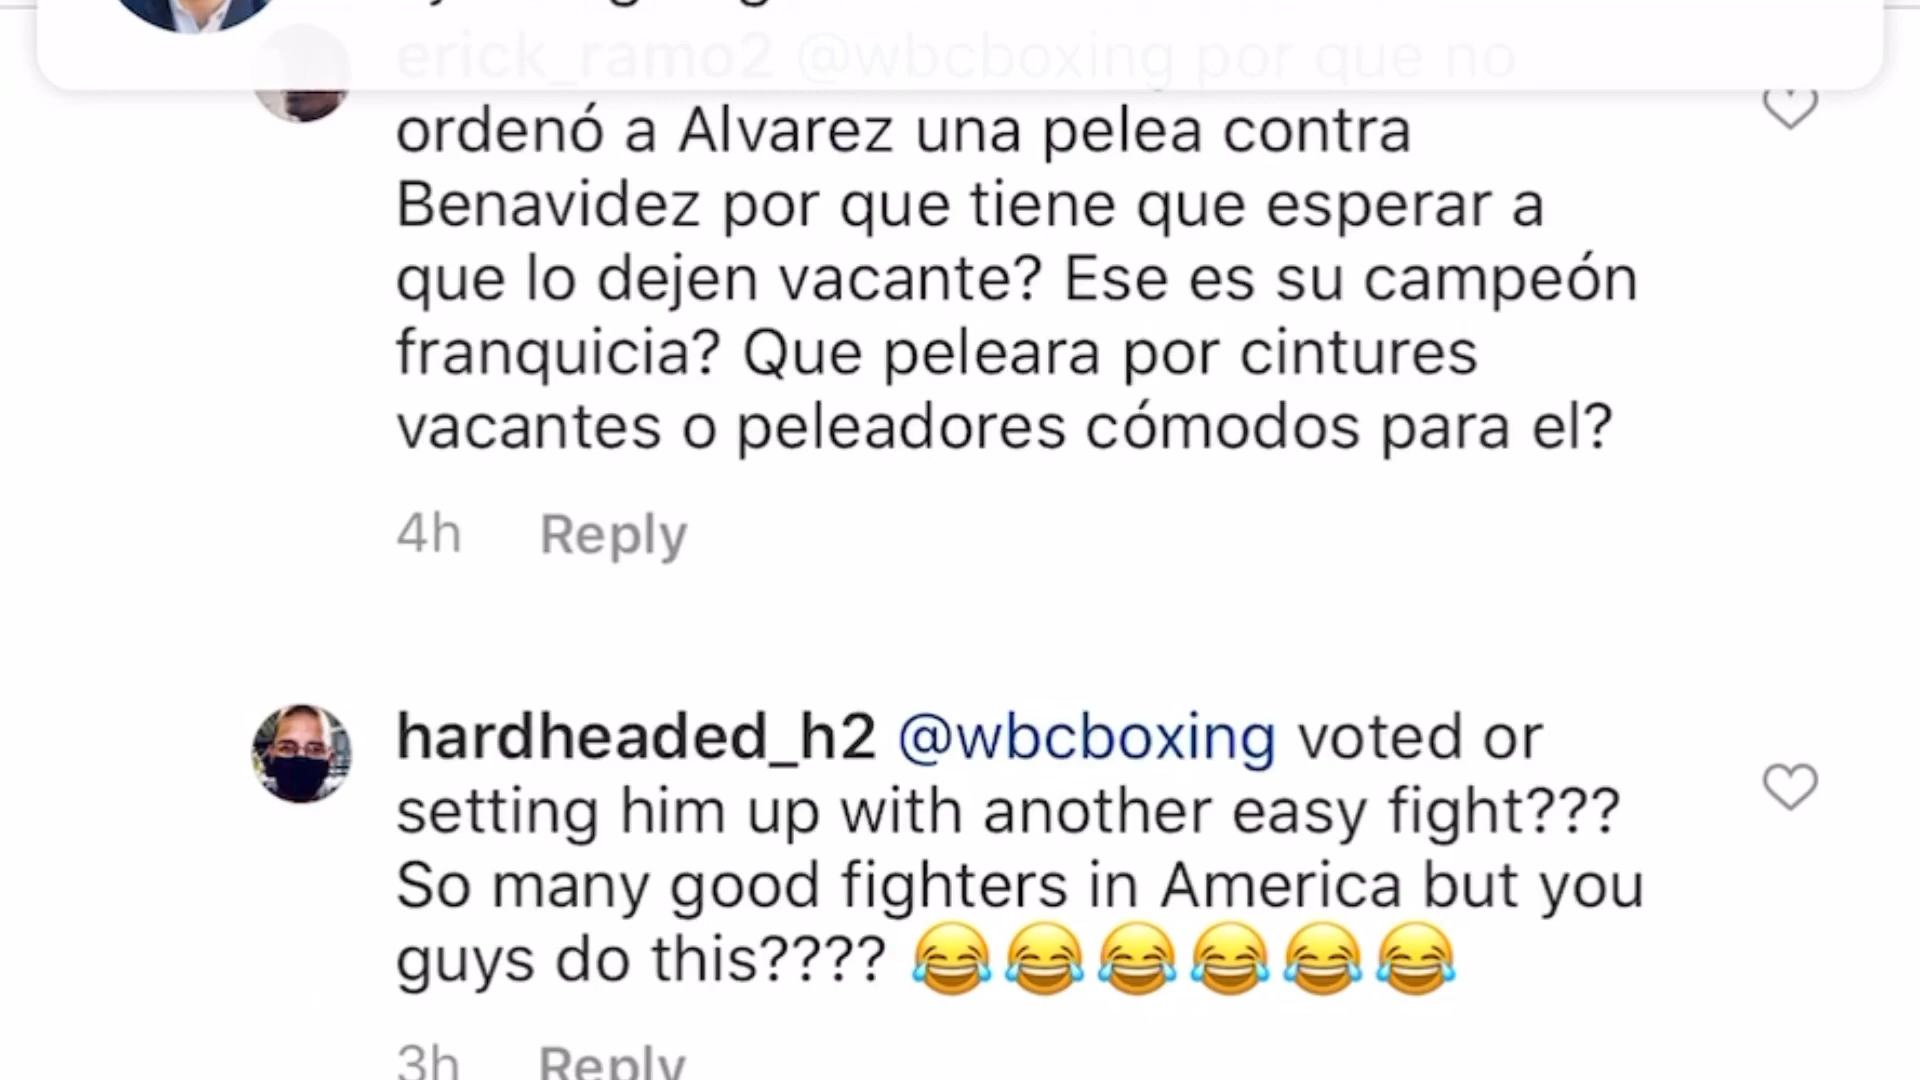 erick_ramo2 @wbcboxing por que no
ordenó a Alvarez una pelea contra
Benavidez por que tiene que esperar a
que lo dejen vacante? Ese es su campeón
franquicia? Que peleara por cintures
vacantes o peleadores cómodos para el?
4h Reply
hardheaded_h2 @wbcboxing voted or
setting him up with another easy fight???
So many good fighters in America but you
guys do this???? 😂😂😂😂😂😂
3h Reply